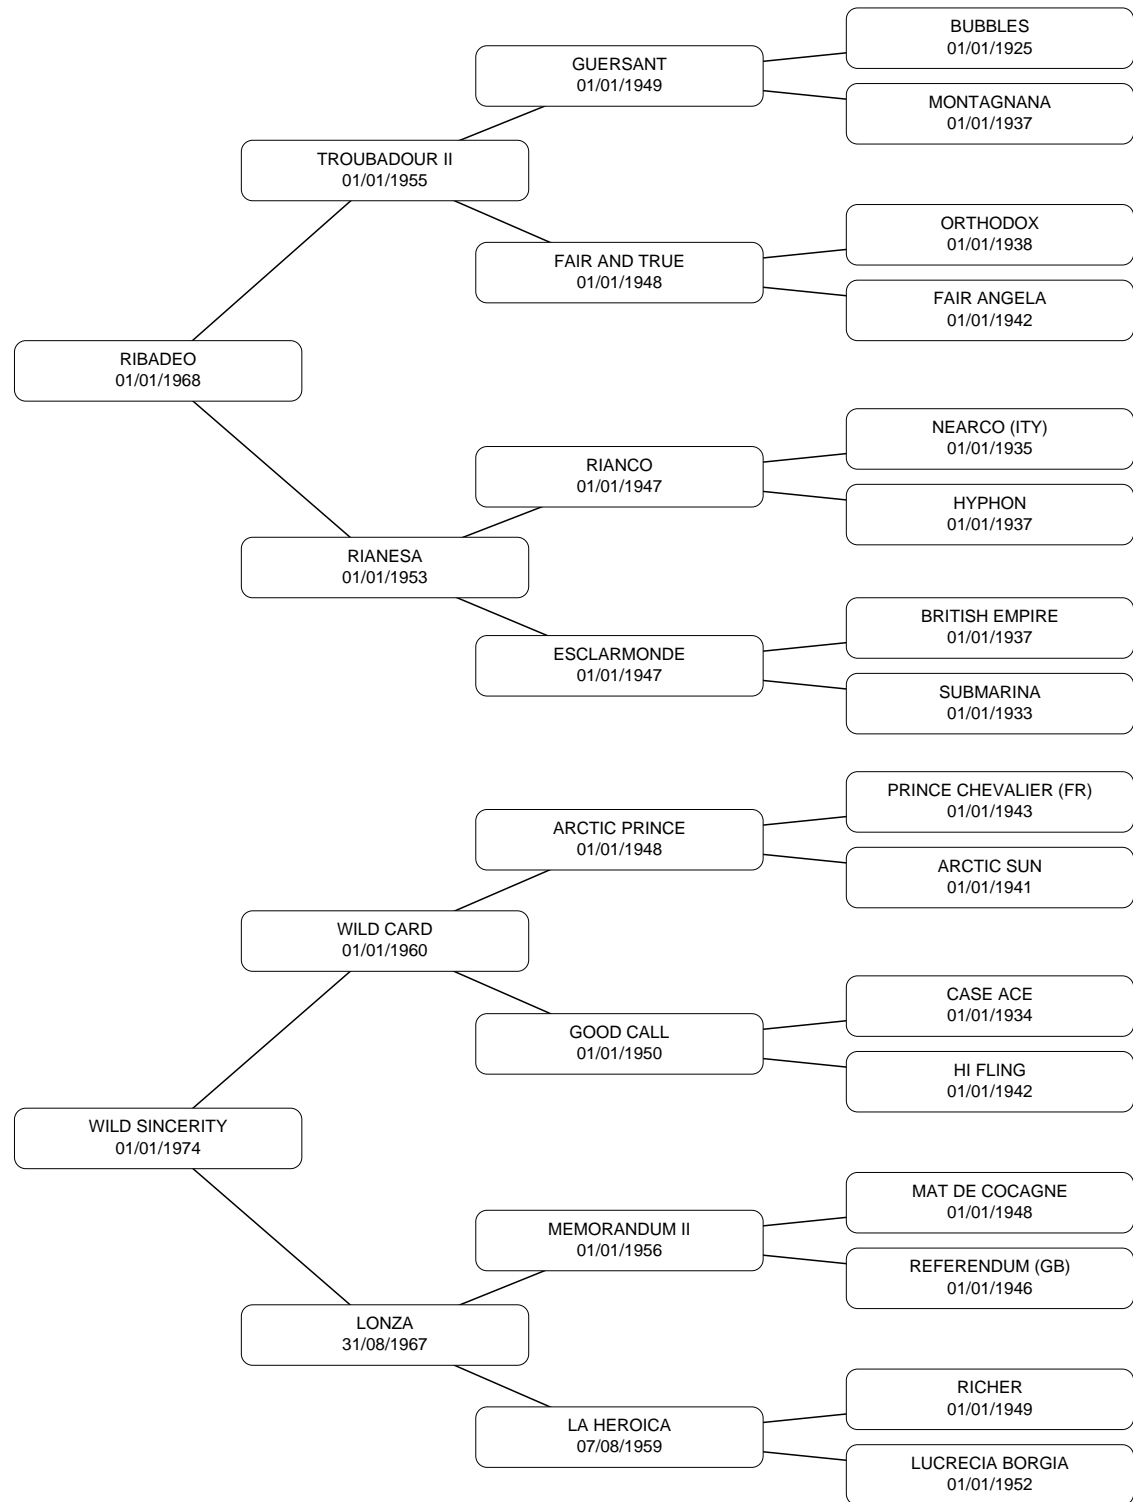 BUBBLES
01/01/1925
GUERSANT
01/01/1949
MONTAGNANA
01/01/1937
TROUBADOUR II
01/01/1955
ORTHODOX
01/01/1938
FAIR AND TRUE
01/01/1948
FAIR ANGELA
01/01/1942
RIBADEO
01/01/1968
NEARCO (ITY)
01/01/1935
RIANCO
01/01/1947
HYPHON
01/01/1937
RIANESA
01/01/1953
BRITISH EMPIRE
01/01/1937
ESCLARMONDE
01/01/1947
SUBMARINA
01/01/1933
PRINCE CHEVALIER (FR)
01/01/1943
ARCTIC PRINCE
01/01/1948
ARCTIC SUN
01/01/1941
WILD CARD
01/01/1960
CASE ACE
01/01/1934
GOOD CALL
01/01/1950
HI FLING
01/01/1942
WILD SINCERITY
01/01/1974
MAT DE COCAGNE
01/01/1948
MEMORANDUM II
01/01/1956
REFERENDUM (GB)
01/01/1946
LONZA
31/08/1967
RICHER
01/01/1949
LA HEROICA
07/08/1959
LUCRECIA BORGIA
01/01/1952